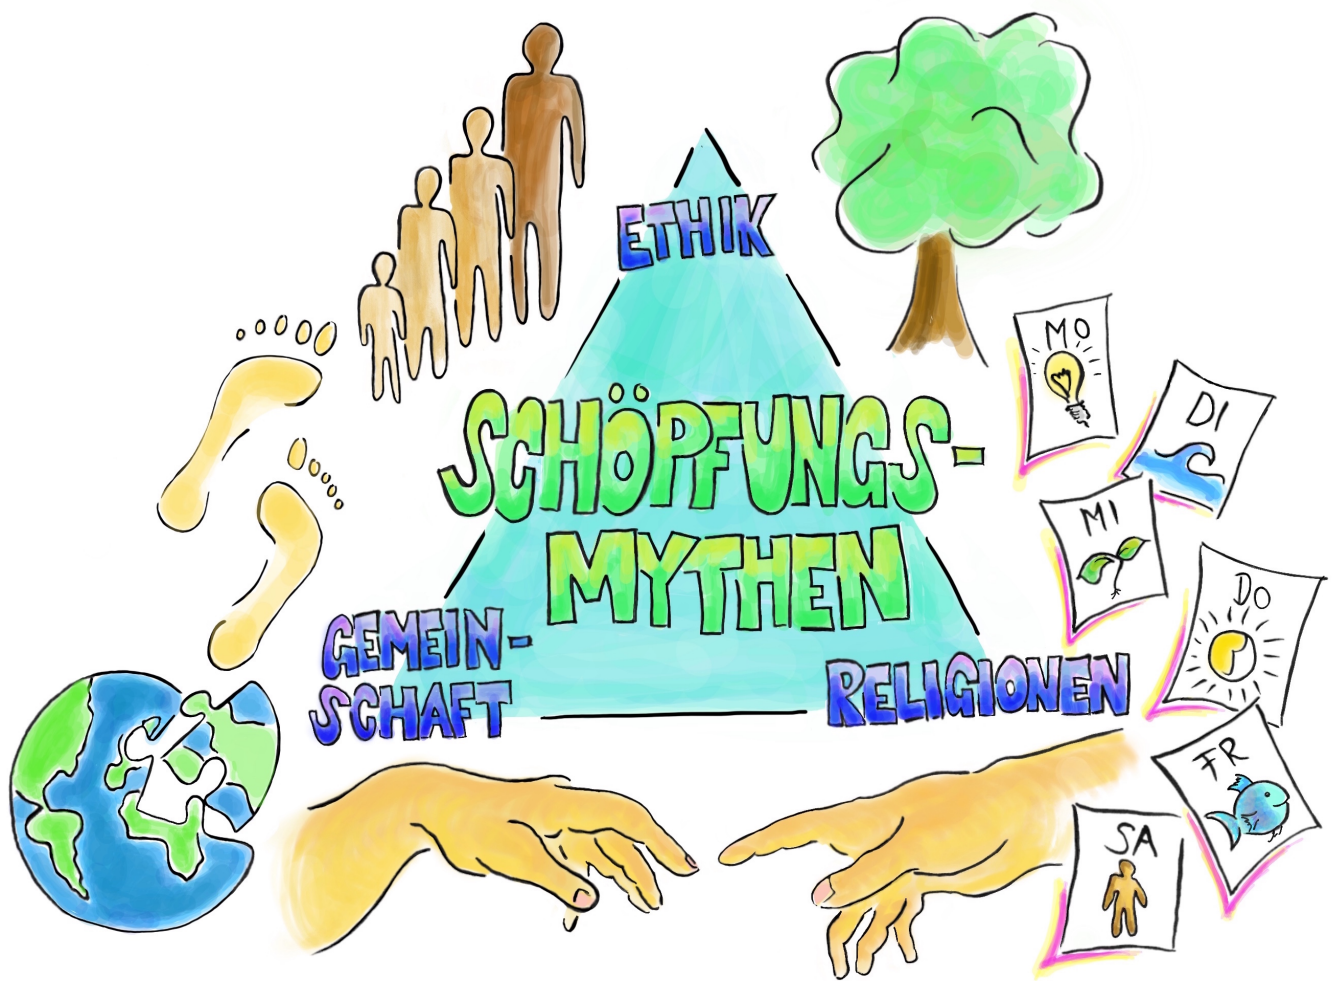 ETHIK
SCHÖPFUNGS-
MYTHEN
GEMEIN-
SCHAFT
RELIGIONEN
MO
DI
MI
DO
FR
SA